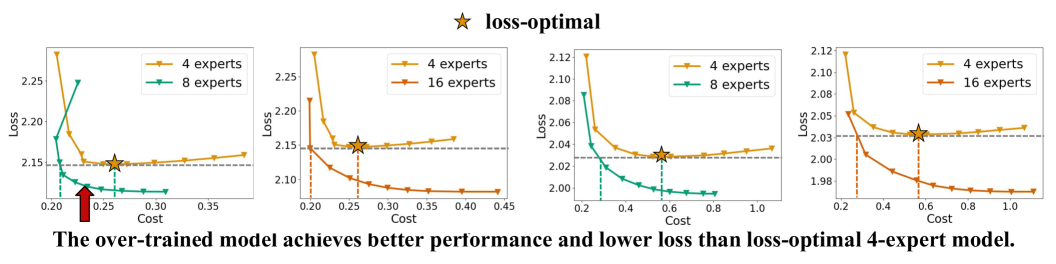 loss-optimal
4 experts
8 experts
2.25
2.20
2.15
Loss
0.20
0.25
0.30
0.35
Cost
4 experts
16 experts
2.25
2.20
2.15
2.10
Loss
0.20
0.25
0.30
0.35
0.40
0.45
Cost
4 experts
8 experts
2.12
2.10
2.08
2.06
2.04
2.02
2.00
Loss
0.2
0.4
0.6
0.8
1.0
Cost
4 experts
16 experts
2.12
2.10
2.08
2.05
2.03
2.00
1.98
Loss
0.2
0.4
0.6
0.8
1.0
Cost
The over-trained model achieves better performance and lower loss than loss-optimal 4-expert model.